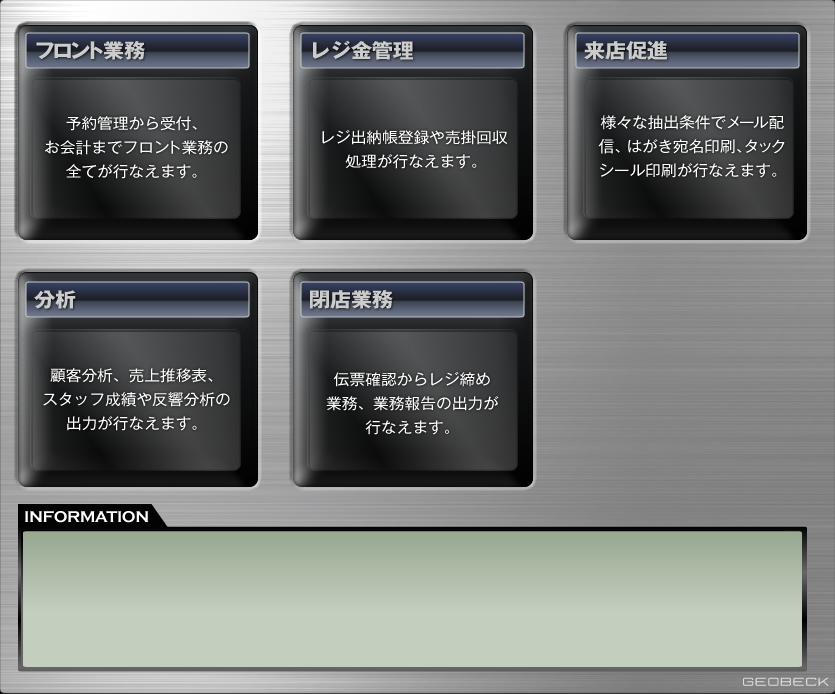 フロント業務
予約管理から受付、
お会計までフロント業務の
全てが行なえます。
レジ金管理
レジ出納帳登録や売掛回収
処理が行なえます。
来店促進
様々な抽出条件でメール配
信、はがき宛名印刷、タック
シール印刷が行なえます。
分析
顧客分析、売上推移表、
スタッフ成績や反響分析の
出力が行なえます。
閉店業務
伝票確認からレジ締め
業務、業務報告の出力が
行なえます。
INFORMATION
GEOBECK